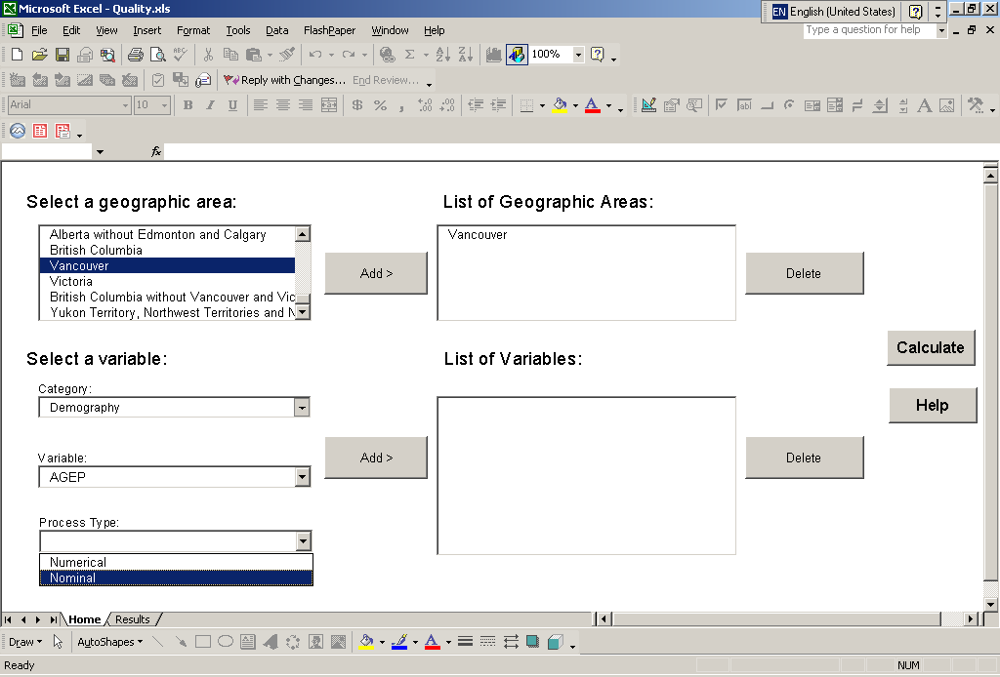 Microsoft Excel - Quality.xls
EN English (United States)
File Edit View Insert Format Tools Data FlashPaper Window Help
Type a question for help
100%
Reply with Changes... End Review...
Arial 10 B I U $ % , ab| A
fx
Select a geographic area:
List of Geographic Areas:
Alberta without Edmonton and Calgary
British Columbia
Vancouver
Victoria
British Columbia without Vancouver and Vic
Yukon Territory, Northwest Territories and N
Add >
Vancouver
Delete
Calculate
Help
Select a variable:
List of Variables:
Category:
Demography
Variable:
AGEP
Add >
Delete
Process Type:
Numerical
Nominal
Home Results
Draw AutoShapes
Ready
NUM